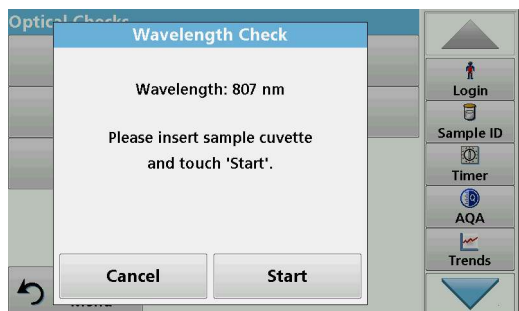 Optic
Wavelength Check
Wavelength: 807 nm
Please insert sample cuvette
and touch 'Start'.
Cancel
Start
Login
Sample ID
Timer
AQA
Trends